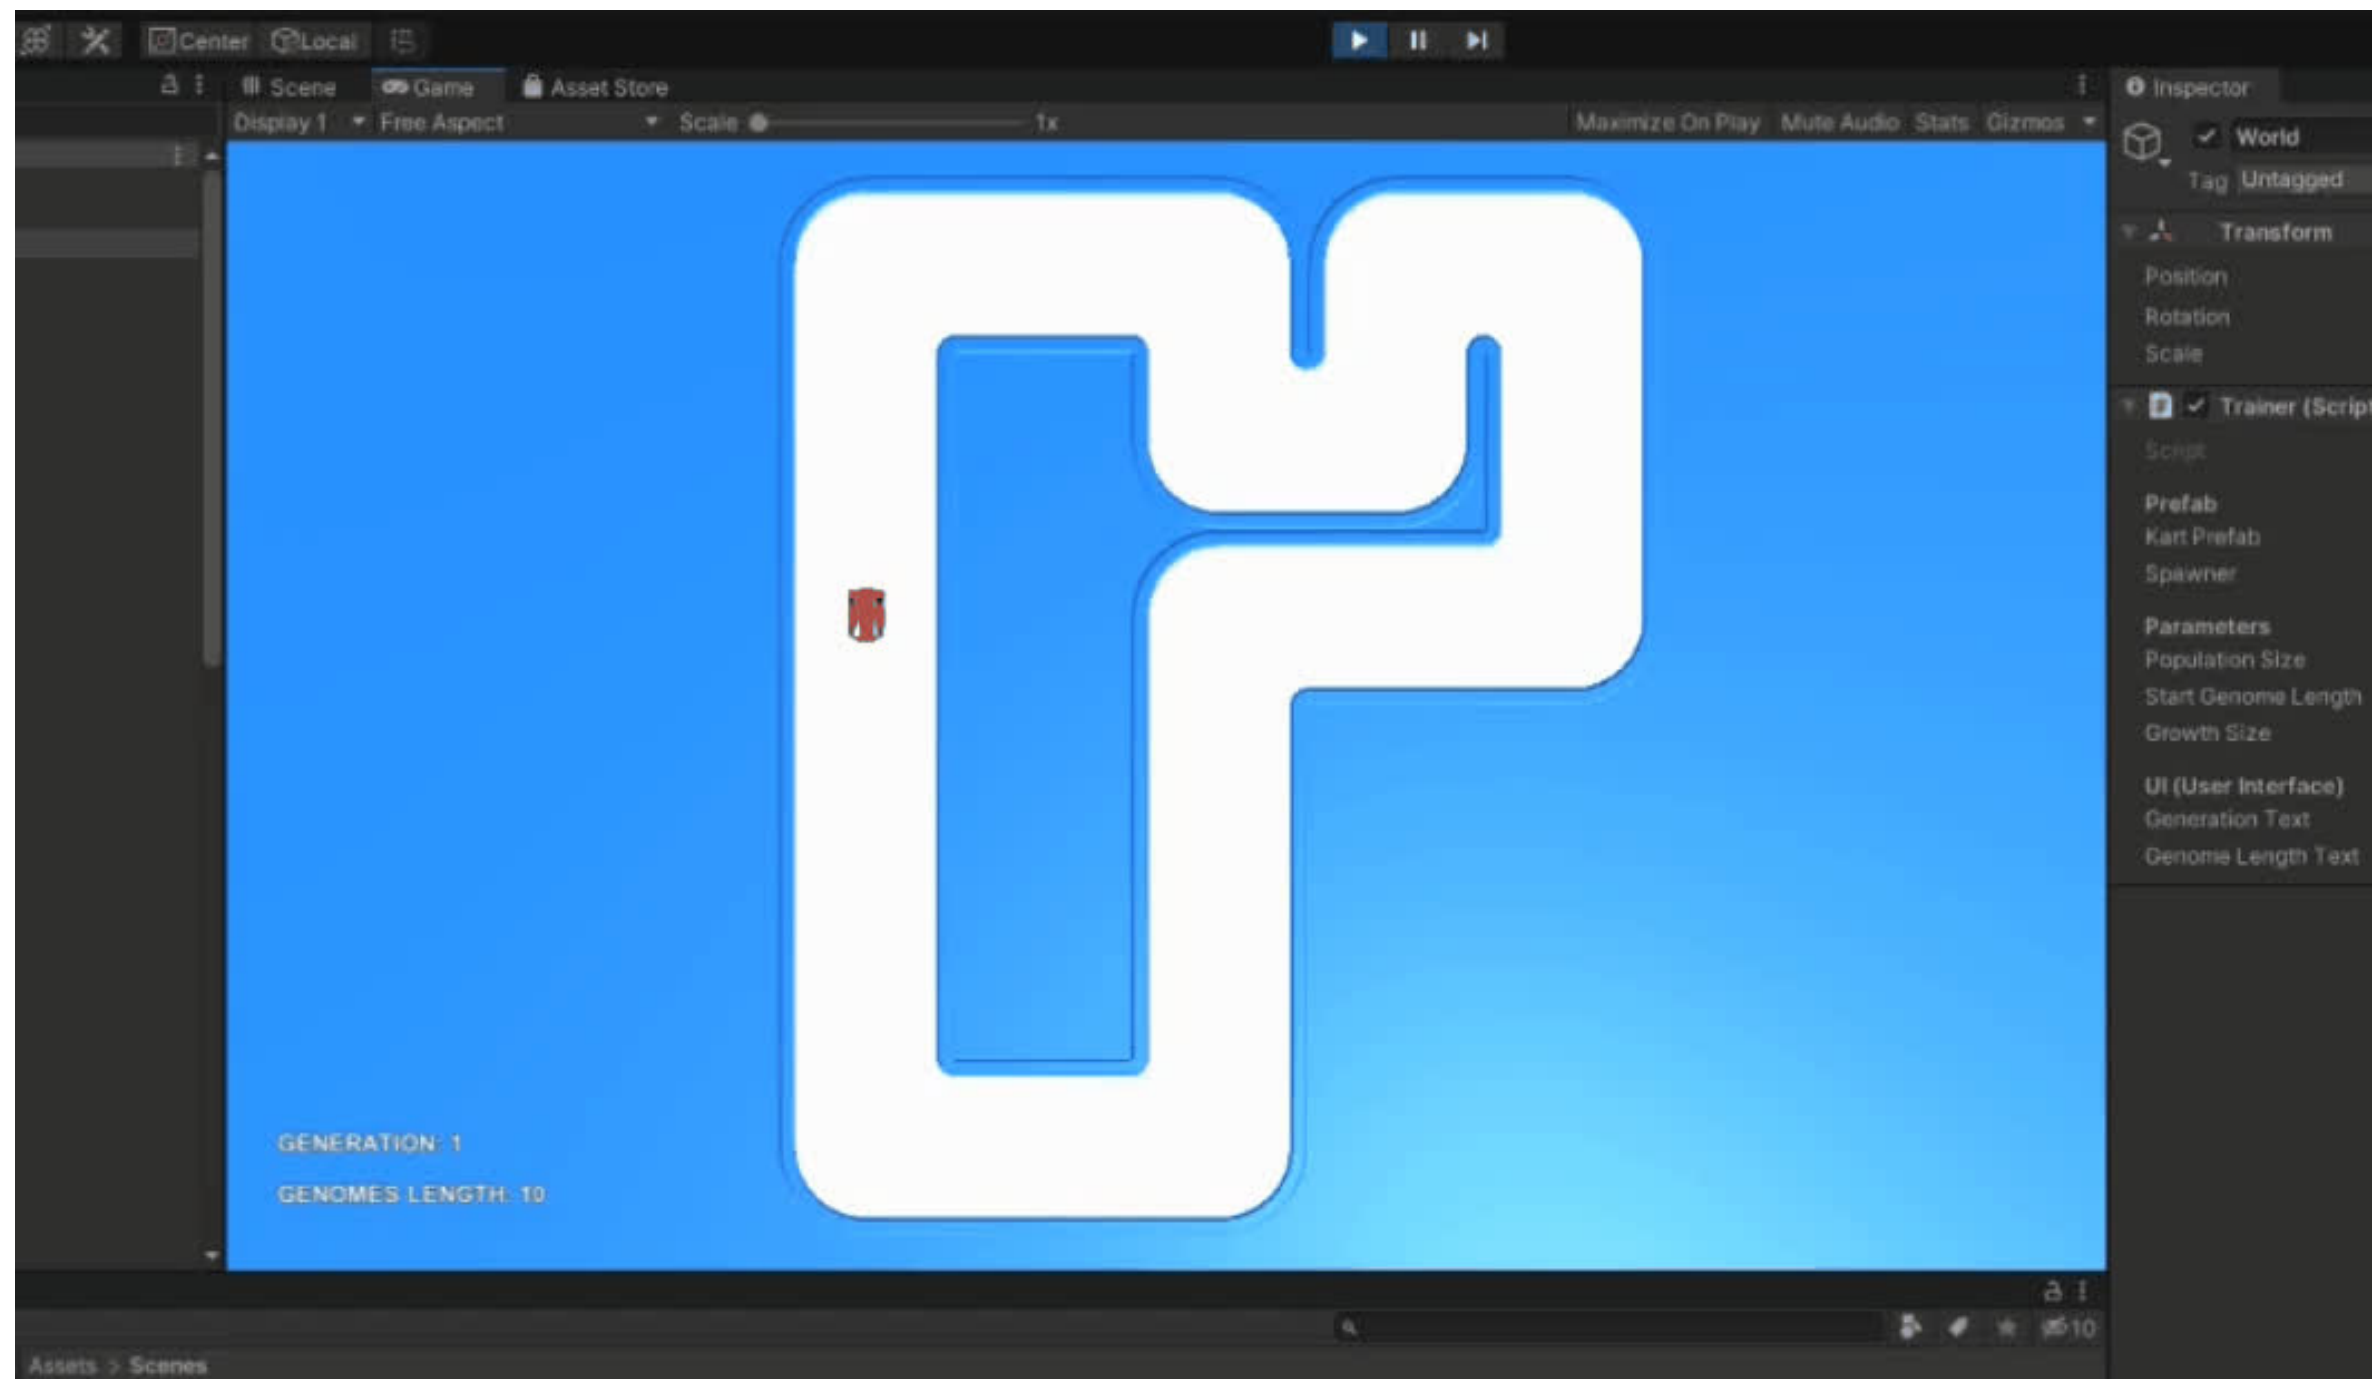 Center Local
Scene Game Asset Store
Display 1 Free Aspect Scale 1x Maximize On Play Mute Audio Stats Gizmos
GENERATION: 1
GENOMES LENGTH: 10
10
Assets > Scenes
Inspector
World
Tag Untagged
Transform
Position
Rotation
Scale
Trainer (Script
Script
Prefab
Kart Prefab
Spawner
Parameters
Population Size
Start Genome Length
Growth Size
UI (User Interface)
Generation Text
Genome Length Text